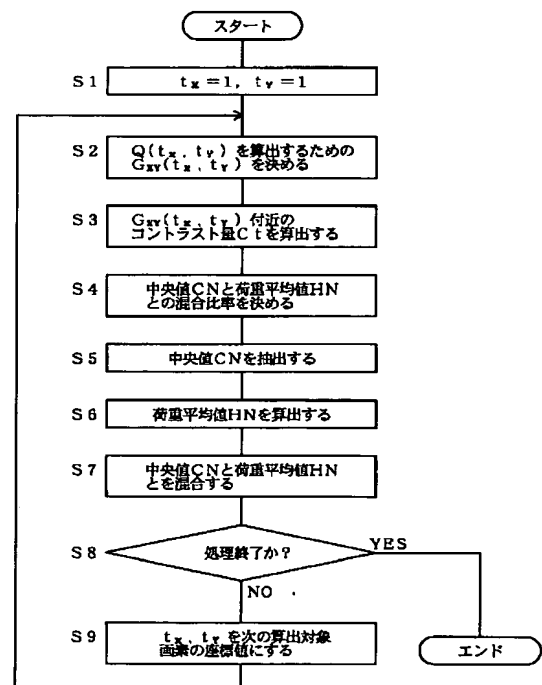 スタート
S1 tx=1, tY=1
S2 Q(tx, tY)を算出するための
GXY(tx, tY)を決める
S3 GXY(tx, tY)付近の
コントラスト量Ctを算出する
S4 中央値CNと荷重平均値HN
との混合比率を決める
S5 中央値CNを抽出する
S6 荷重平均値HNを算出する
S7 中央値CNと荷重平均値HN
とを混合する
S8 処理終了か?
YES
NO
S9 tx, tYを次の算出対象
画素の座標値にする
エンド